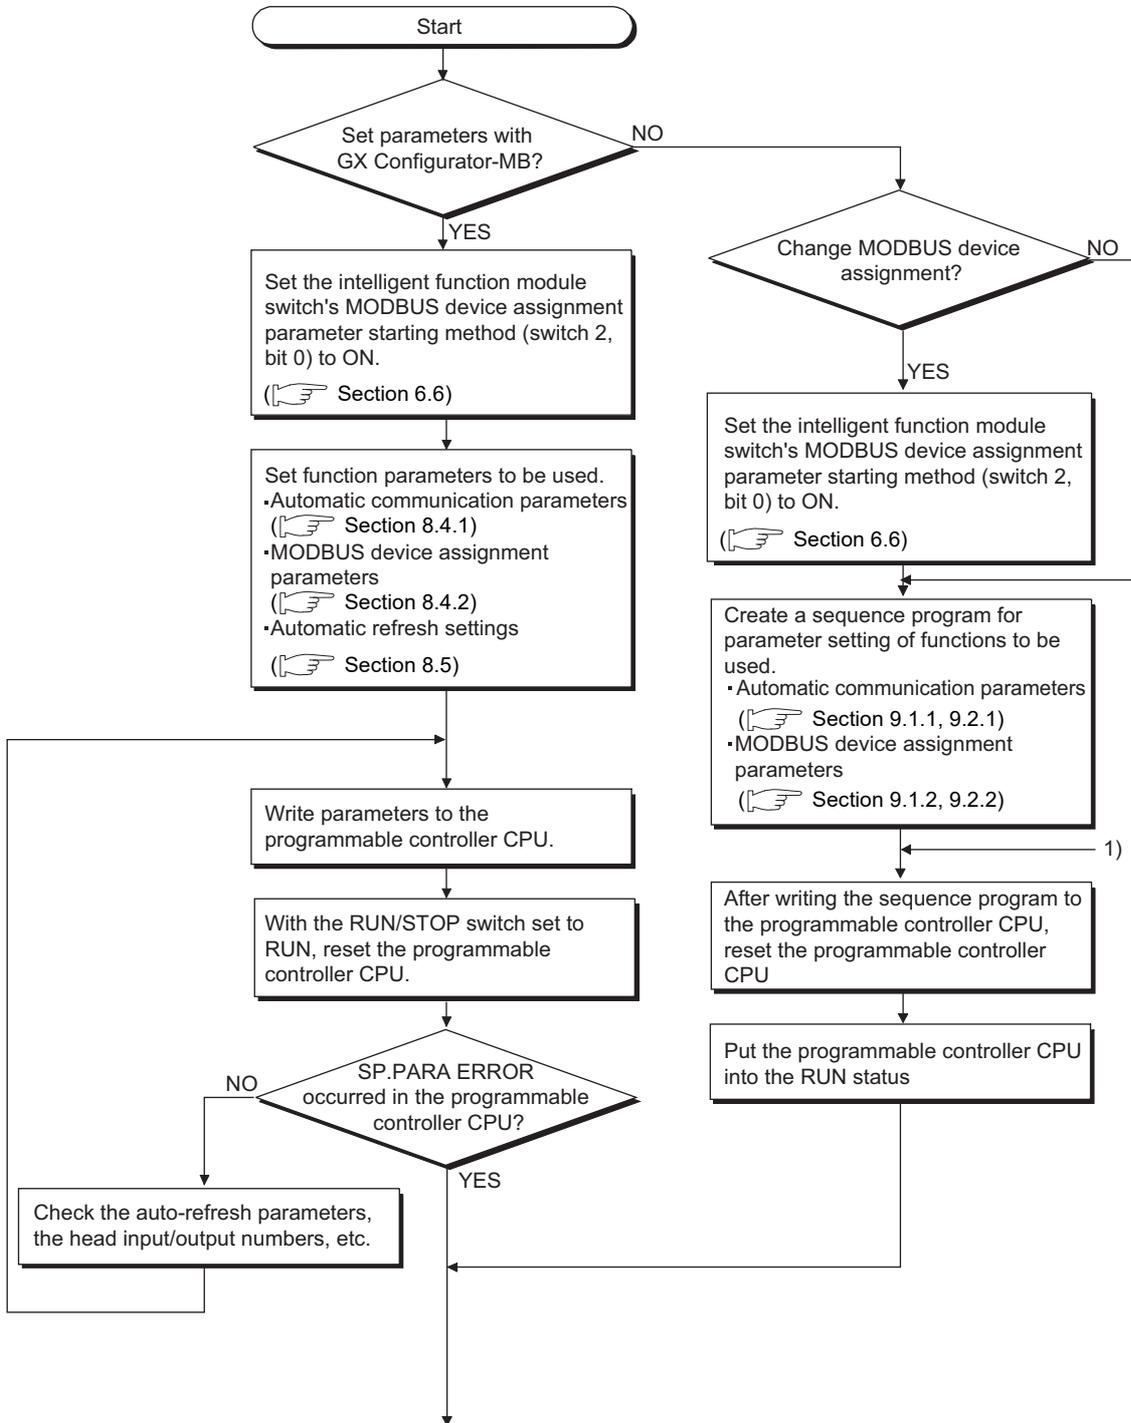 Start
Set parameters with
GX Configurator-MB?
NO
YES
Set the intelligent function module
switch's MODBUS device assignment
parameter starting method (switch 2,
bit 0) to ON.
( Section 6.6)
Set function parameters to be used.
▪Automatic communication parameters
( Section 8.4.1)
▪MODBUS device assignment
parameters
( Section 8.4.2)
▪Automatic refresh settings
( Section 8.5)
Write parameters to the
programmable controller CPU.
With the RUN/STOP switch set to
RUN, reset the programmable
controller CPU.
SP.PARA ERROR
occurred in the programmable
controller CPU?
NO
YES
Check the auto-refresh parameters,
the head input/output numbers, etc.
Change MODBUS device
assignment?
NO
YES
Set the intelligent function module
switch's MODBUS device assignment
parameter starting method (switch 2,
bit 0) to ON.
( Section 6.6)
Create a sequence program for
parameter setting of functions to be
used.
▪Automatic communication parameters
( Section 9.1.1, 9.2.1)
▪MODBUS device assignment
parameters
( Section 9.1.2, 9.2.2)
1)
After writing the sequence program to
the programmable controller CPU,
reset the programmable controller
CPU
Put the programmable controller CPU
into the RUN status